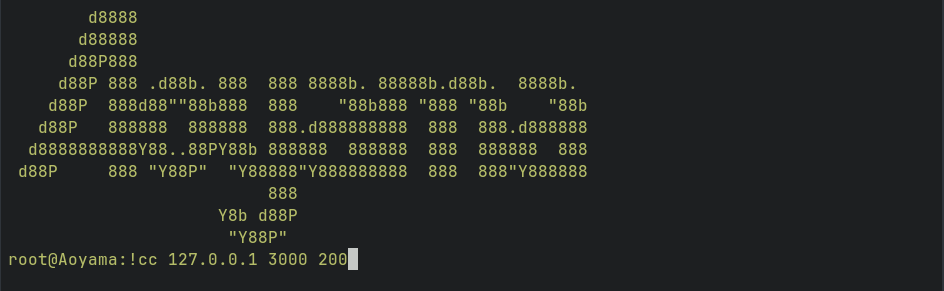 d8888
       d88888
      d88P888
     d88P 888 .d88b. 888  888 8888b. 88888b.d88b.  8888b.
    d88P  888d88""88b888  888    "88b888 "888 "88b    "88b
   d88P   888888  888888  888.d888888888  888  888.d888888
  d8888888888Y88..88PY88b 888888  888888  888  888888  888
 d88P     888 "Y88P"  "Y88888"Y888888888  888  888"Y888888
                          888
                     Y8b d88P
                      "Y88P"
root@Aoyama:!cc 127.0.0.1 3000 200